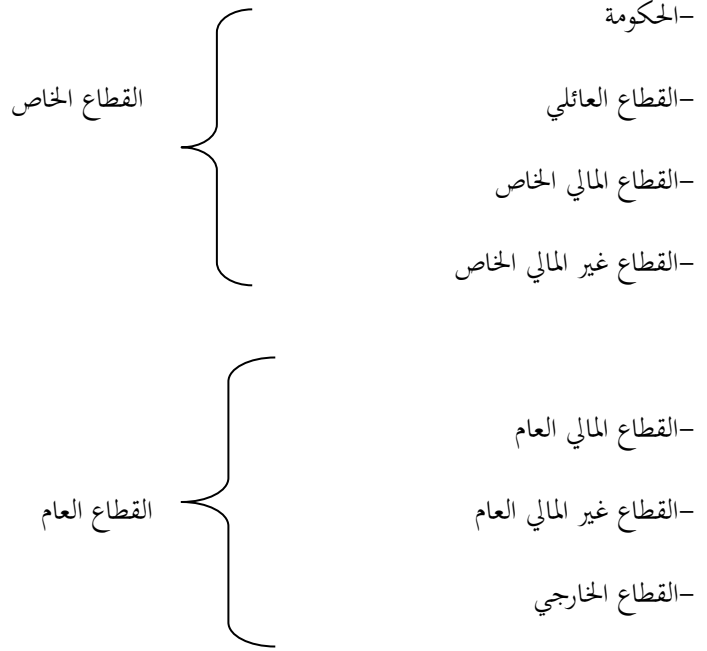 –الحكومة
–القطاع العائلي
القطاع الخاص
–القطاع المالي الخاص
–القطاع غير المالي الخاص
–القطاع المالي العام
–القطاع غير المالي العام
القطاع العام
–القطاع الخارجي